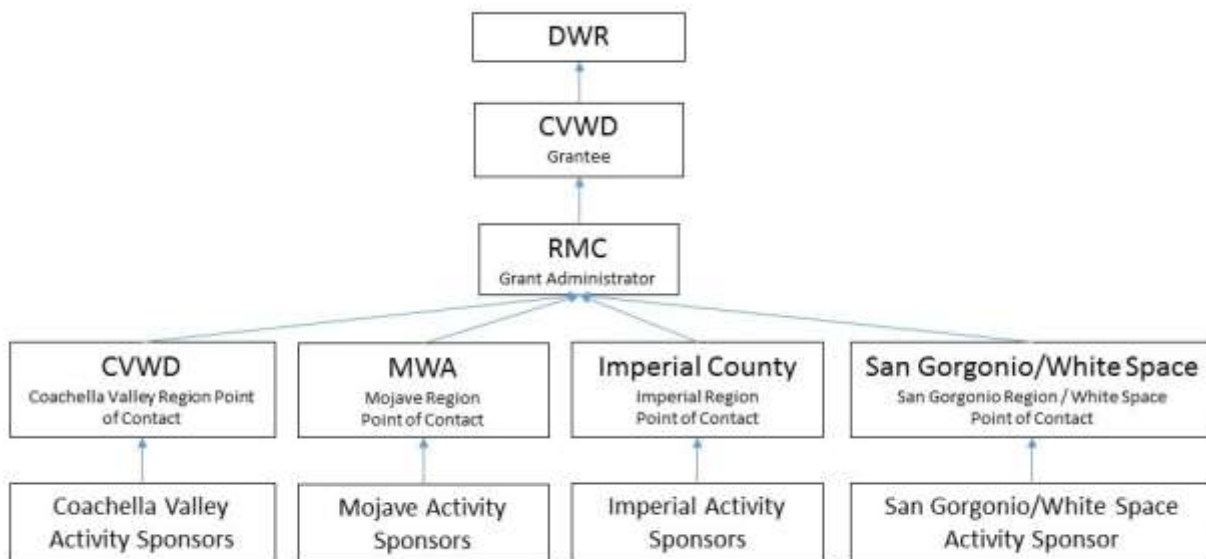 DWR
CVWD
Grantee
RMC
Grant Administrator
CVWD
Coachella Valley Region Point
of Contact
MWA
Mojave Region
Point of Contact
Imperial County
Imperial Region
Point of Contact
San Gorgonio/White Space
San Gorgonio Region / White Space
Point of Contact
Coachella Valley
Activity Sponsors
Mojave Activity
Sponsors
Imperial Activity
Sponsors
San Gorgonio/White Space
Activity Sponsor